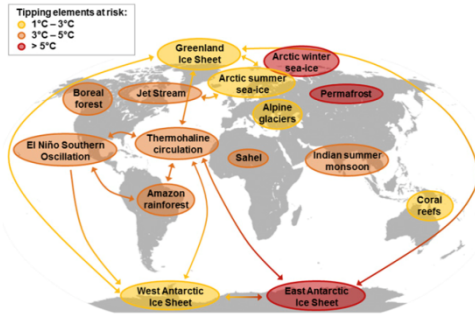 Tipping elements at risk:
1°C – 3°C
3°C – 5°C
> 5°C
Greenland
Ice Sheet
Arctic winter
sea-ice
Arctic summer
sea-ice
Boreal
forest
Jet Stream
Permafrost
Alpine
glaciers
El Niño Southern
Oscillation
Thermohaline
circulation
Sahel
Indian summer
monsoon
Amazon
rainforest
Coral
reefs
West Antarctic
Ice Sheet
East Antarctic
Ice Sheet